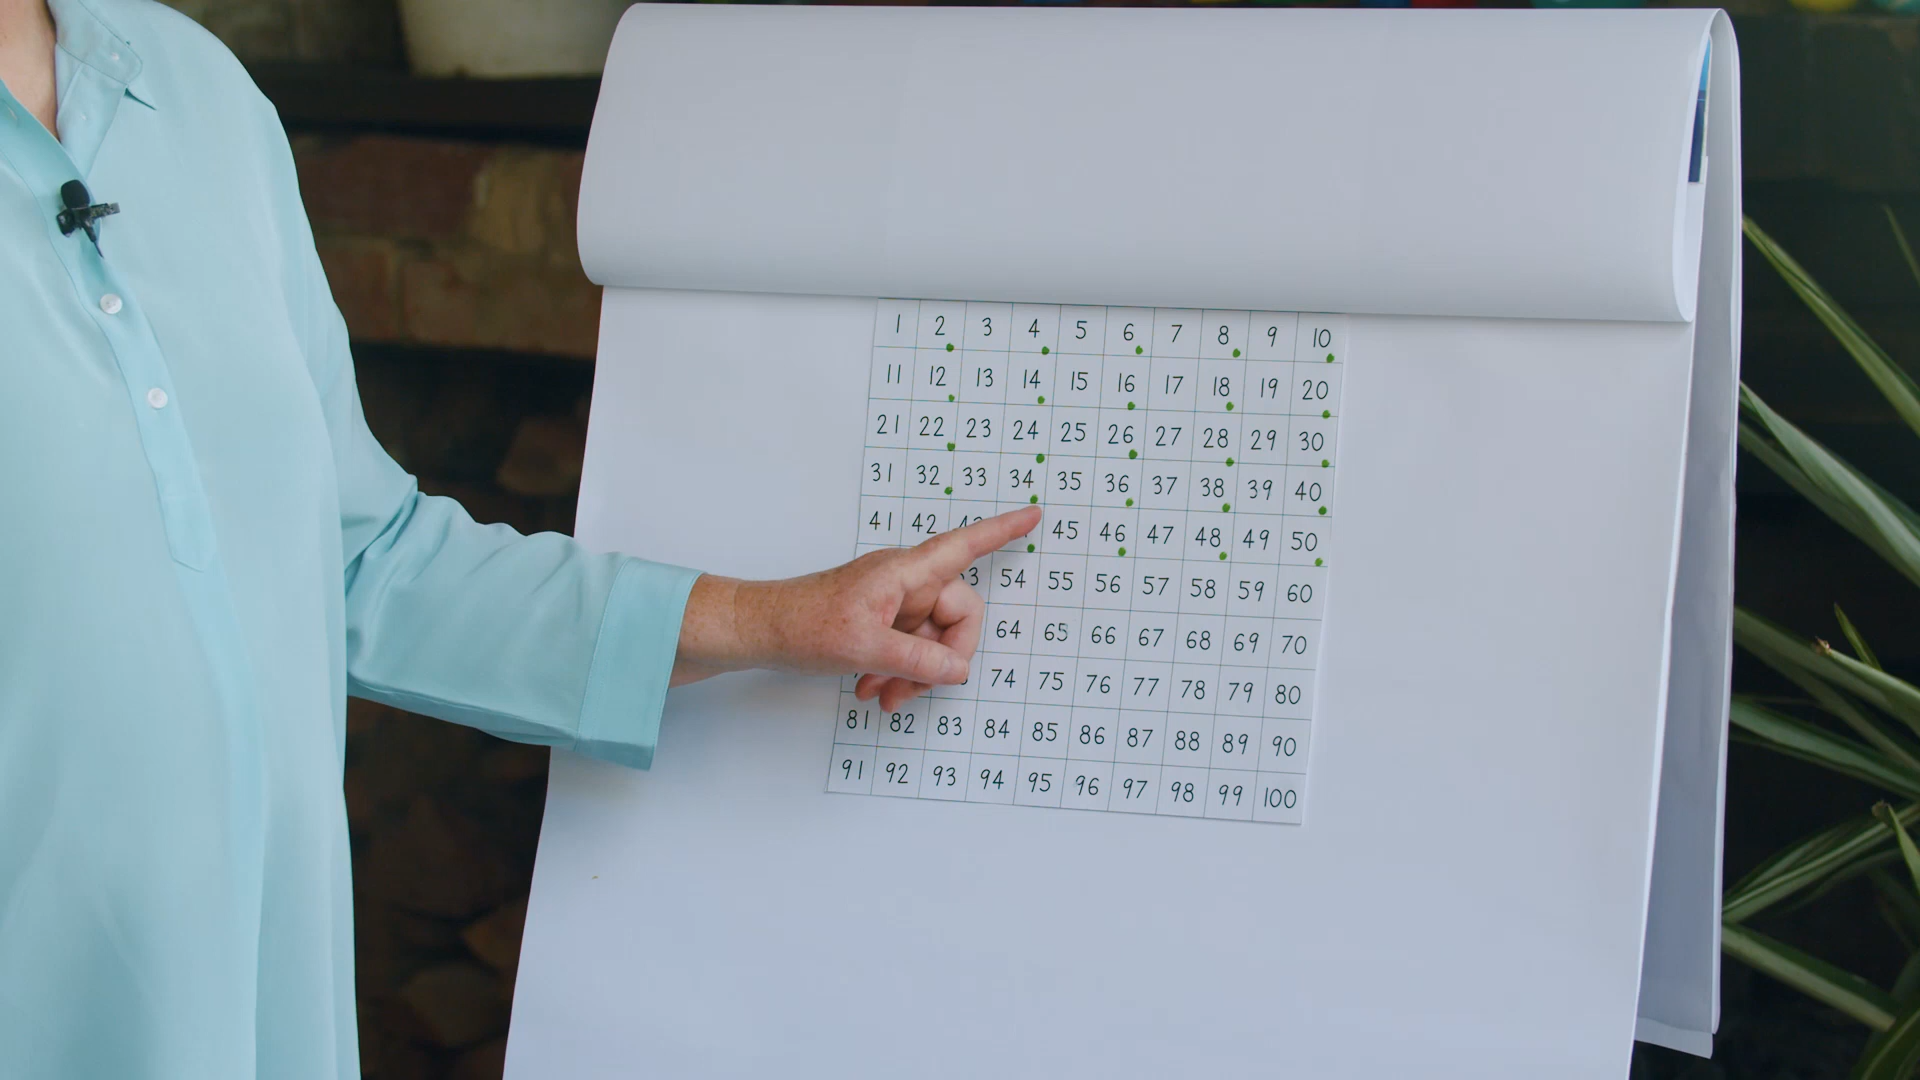 1 2 3 4 5 6 7 8 9 10
11 12 13 14 15 16 17 18 19 20
21 22 23 24 25 26 27 28 29 30
31 32 33 34 35 36 37 38 39 40
41 42 45 46 47 48 49 50
54 55 56 57 58 59 60
64 65 66 67 68 69 70
74 75 76 77 78 79 80
81 82 83 84 85 86 87 88 89 90
91 92 93 94 95 96 97 98 99 100